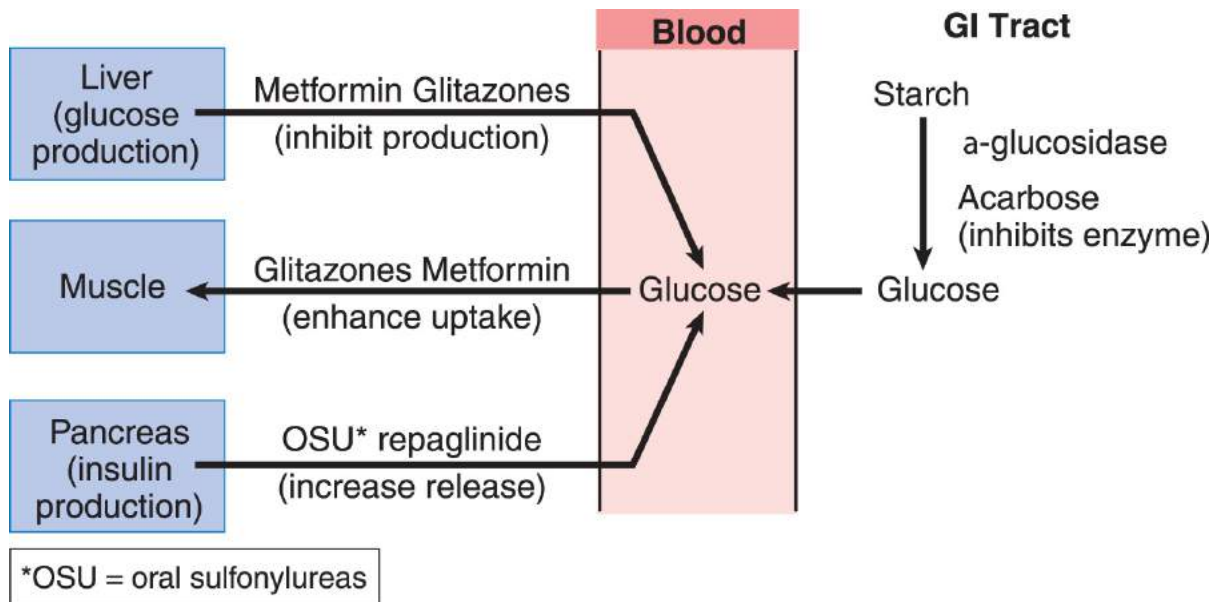 Blood
GI Tract
Liver
(glucose
production)
Metformin Glitazones
(inhibit production)
Starch
a-glucosidase
Acarbose
(inhibits enzyme)
Muscle
Glitazones Metformin
(enhance uptake)
Glucose
Glucose
Pancreas
(insulin
production)
OSU* repaglinide
(increase release)
*OSU = oral sulfonylureas